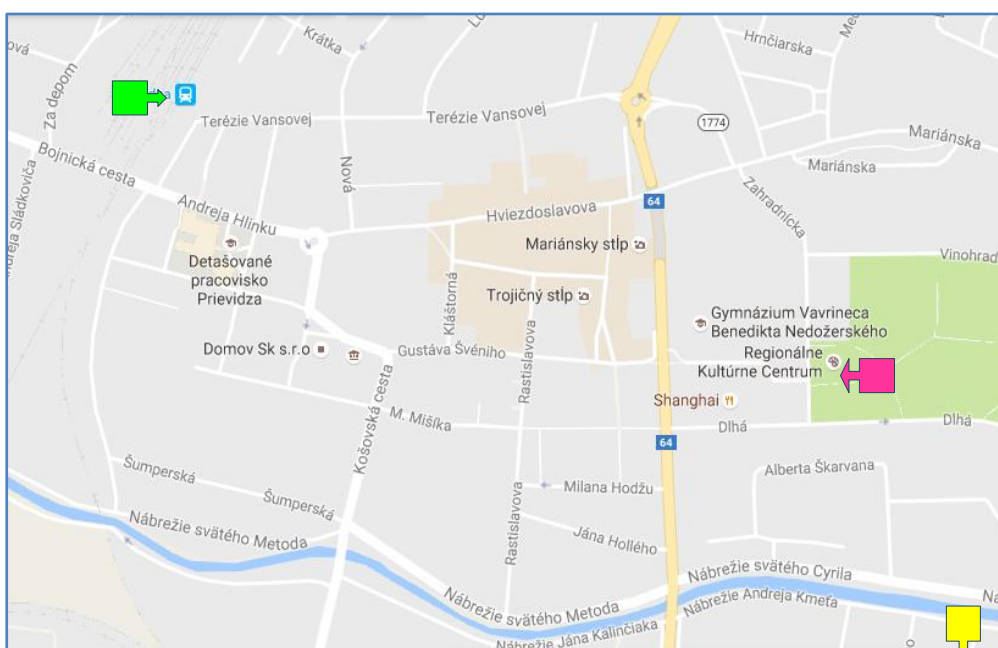 Krátka
Hrnčiarska
Za depom
Terézie Vansovej
Terézie Vansovej
1774
Mariánska
Mariánska
Bojnická cesta
Nová
Zahradnícka
Andreja Hlinku
Hviezdoslavova
64
Mariánsky stĺp
Detašované
pracovisko
Prievidza
Vinohrad
Trojičný stĺp
Kláštorná
Gymnázium Vavrineca
Benedikta Nedožerského
Domov Sk s.r.o
Gustáva Švéniho
Regionálne
Kultúrne Centrum
Rastislavova
Shanghai
M. Mišíka
Košovská cesta
Dlhá
Dlhá
64
Šumperská
Alberta Škarvana
Šumperská
Milana Hodžu
Nábrežie svätého Metoda
Rastislavova
Jána Hollého
Nábrežie svätého Cyrila
Nábrežie svätého Metoda
Nábrežie Andreja Kmeťa
Nábrežie Jána Kalinčiaka